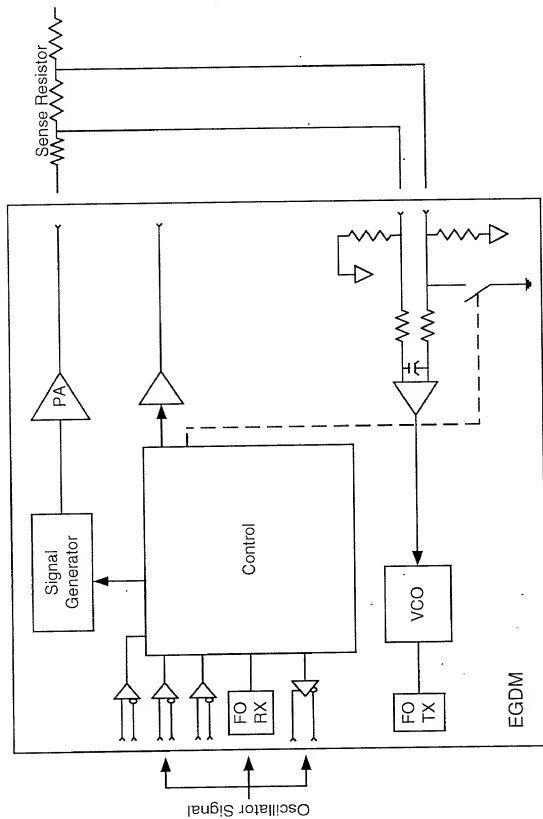 Sense Resistor
PA
Signal
Generator
Control
VCO
FO
RX
FO
TX
EGDM
Oscillator Signal